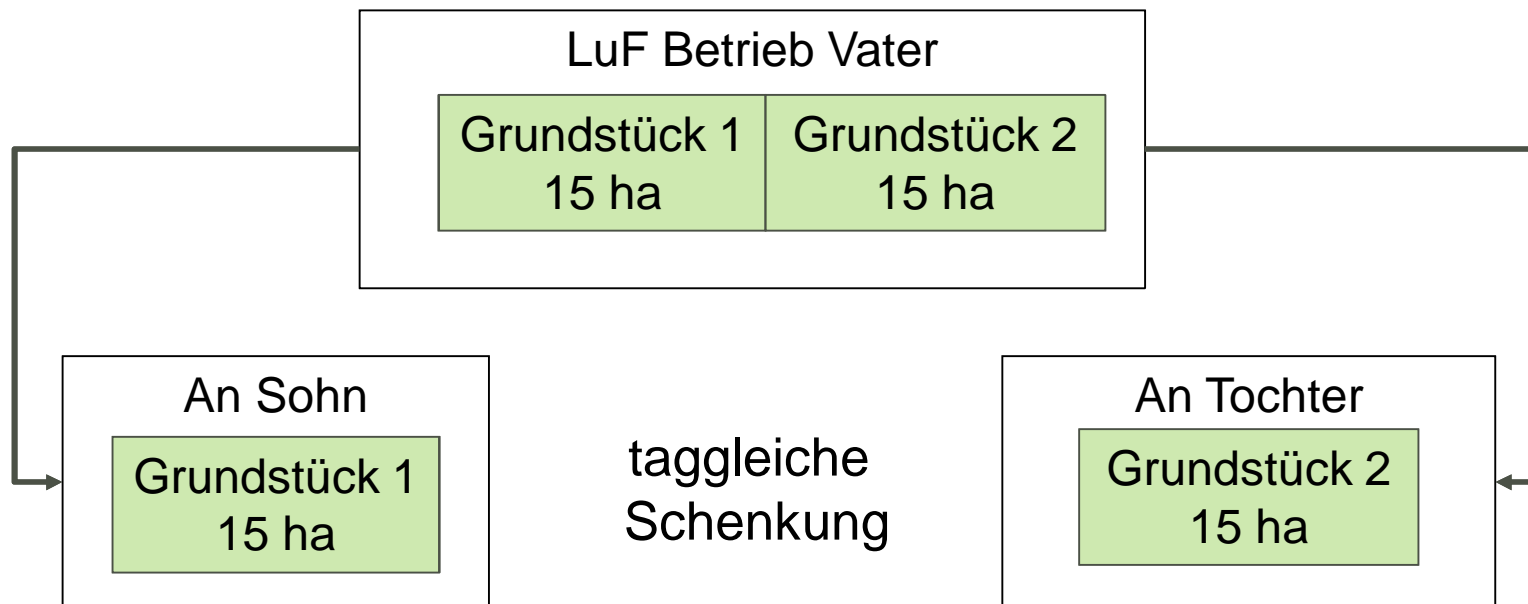 LuF Betrieb Vater
Grundstück 1
15 ha
Grundstück 2
15 ha
An Sohn
Grundstück 1
15 ha
taggleiche
Schenkung
An Tochter
Grundstück 2
15 ha